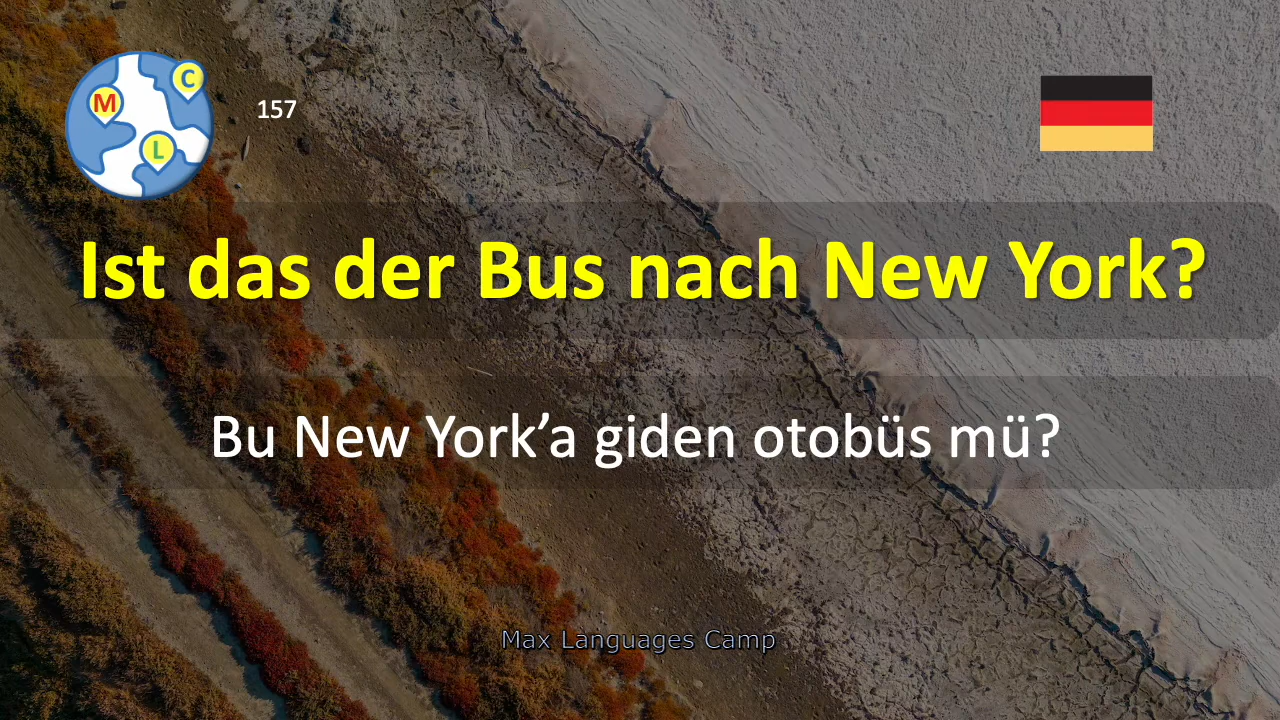 C
M
L
157
Ist das der Bus nach New York?
Bu New York’a giden otobüs mü?
Max Languages Camp